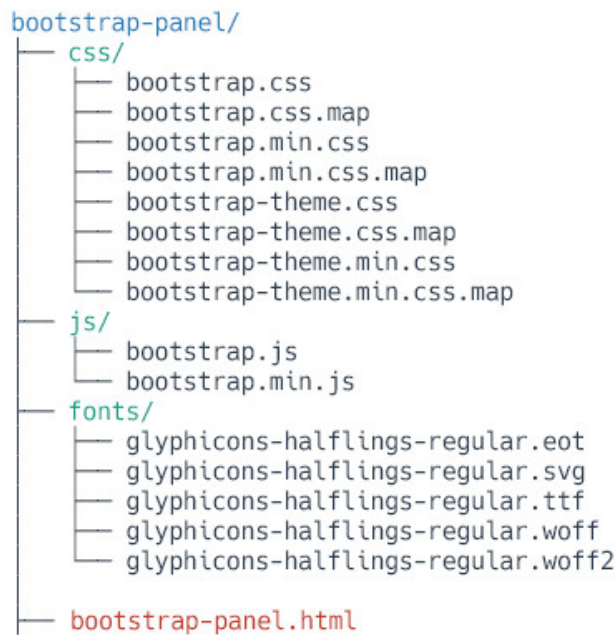 bootstrap-panel/
css/
bootstrap.css
bootstrap.css.map
bootstrap.min.css
bootstrap.min.css.map
bootstrap-theme.css
bootstrap-theme.css.map
bootstrap-theme.min.css
bootstrap-theme.min.css.map
js/
bootstrap.js
bootstrap.min.js
fonts/
glyphicons-halflings-regular.eot
glyphicons-halflings-regular.svg
glyphicons-halflings-regular.ttf
glyphicons-halflings-regular.woff
glyphicons-halflings-regular.woff2
bootstrap-panel.html